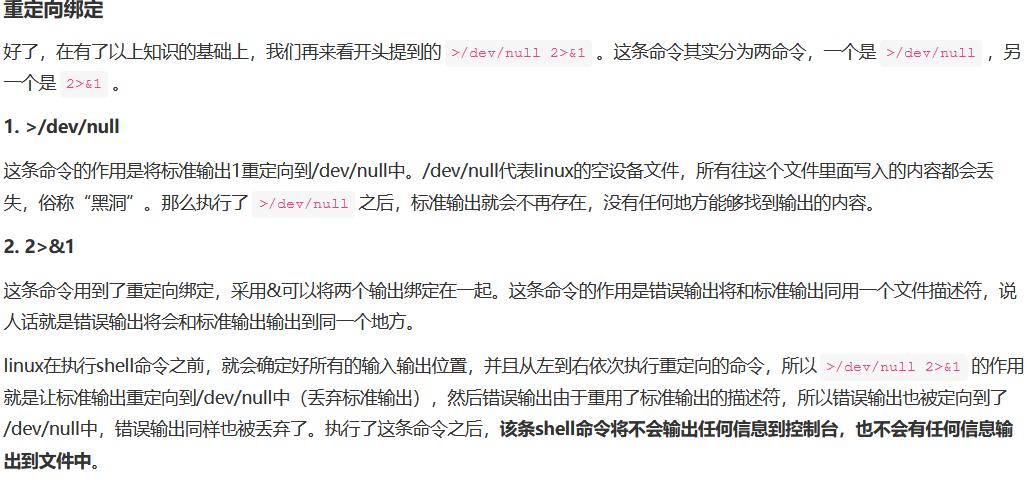 重定向绑定
好了，在有了以上知识的基础上，我们再来看开头提到的 >/dev/null 2>&1 。这条命令其实分为两命令，一个是 >/dev/null ，另
一个是 2>&1 。
1. >/dev/null
这条命令的作用是将标准输出1重定向到/dev/null中。/dev/null代表linux的空设备文件，所有往这个文件里面写入的内容都会丢
失，俗称“黑洞”。那么执行了 >/dev/null 之后，标准输出就会不再存在，没有任何地方能够找到输出的内容。
2. 2>&1
这条命令用到了重定向绑定，采用&可以将两个输出绑定在一起。这条命令的作用是错误输出将和标准输出同用一个文件描述符，说
人话就是错误输出将会和标准输出输出到同一个地方。
linux在执行shell命令之前，就会确定好所有的输入输出位置，并且从左到右依次执行重定向的命令，所以 >/dev/null 2>&1 的作用
就是让标准输出重定向到/dev/null中（丢弃标准输出），然后错误输出由于重用了标准输出的描述符，所以错误输出也被定向到了
/dev/null中，错误输出同样也被丢弃了。执行了这条命令之后，该条shell命令将不会输出任何信息到控制台，也不会有任何信息输
出到文件中。